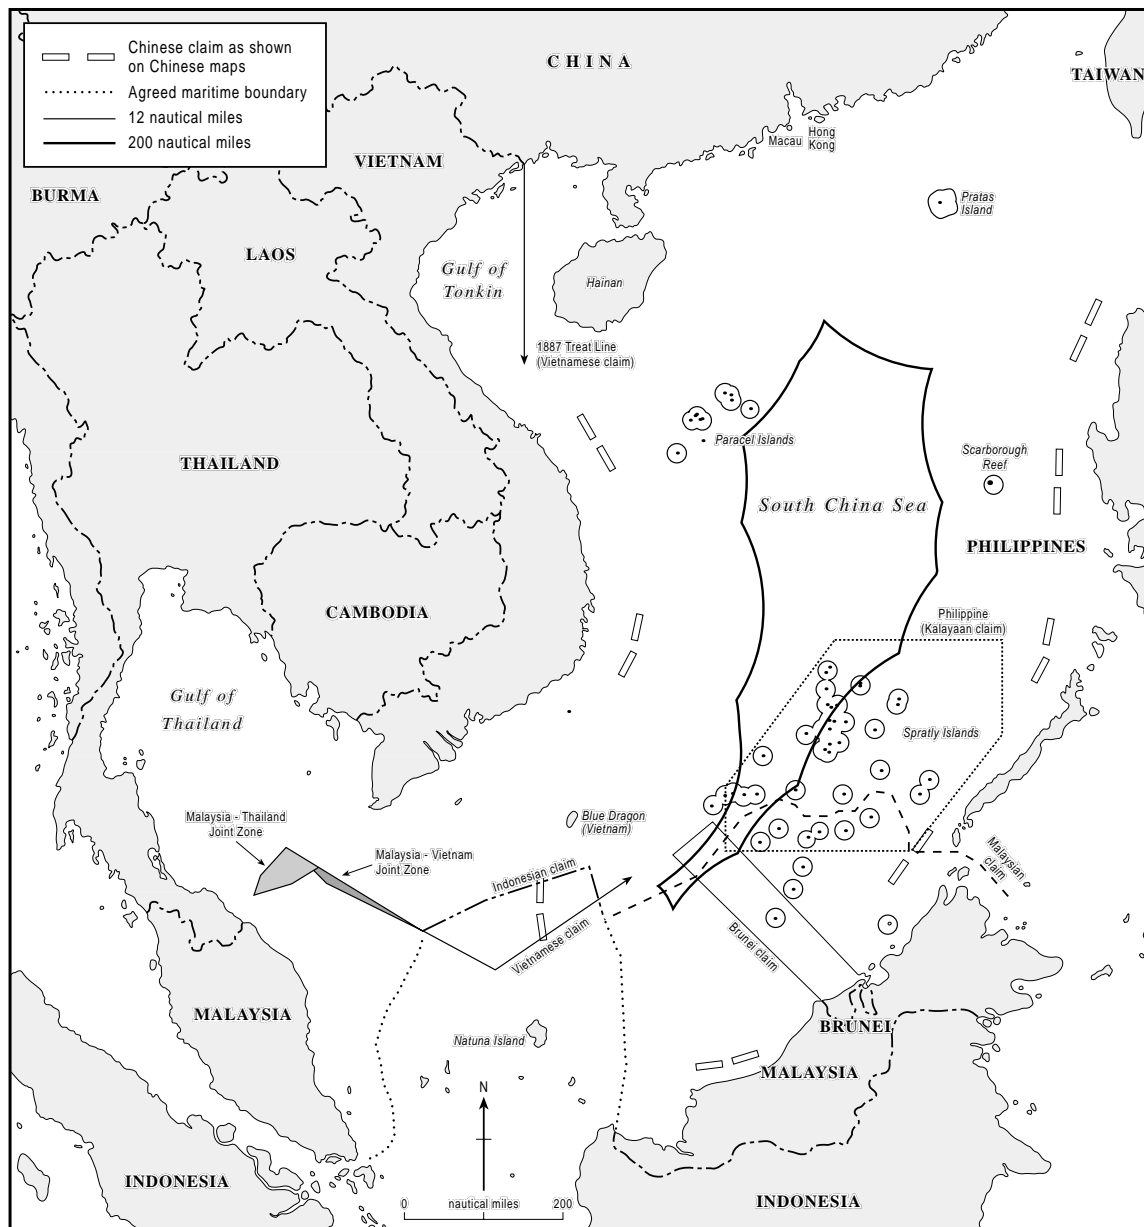 Chinese claim as shown
on Chinese maps
Agreed maritime boundary
12 nautical miles
200 nautical miles
CHINA
TAIWAN
Macau
Hong
Kong
VIETNAM
BURMA
LAOS
Pratas
Island
Gulf of
Tonkin
Hainan
1887 Treat Line
(Vietnamese claim)
Paracel Islands
Scarborough
Reef
THAILAND
South China Sea
PHILIPPINES
CAMBODIA
Philippine
(Kalayaan claim)
Gulf of
Thailand
Spratly Islands
Malaysia - Thailand
Joint Zone
Blue Dragon
(Vietnam)
Malaysia - Vietnam
Joint Zone
Indonesian claim
Malaysian
claim
Vietnamese claim
Brunei claim
MALAYSIA
BRUNEI
Natuna Island
MALAYSIA
N
INDONESIA
0 nautical miles 200
INDONESIA